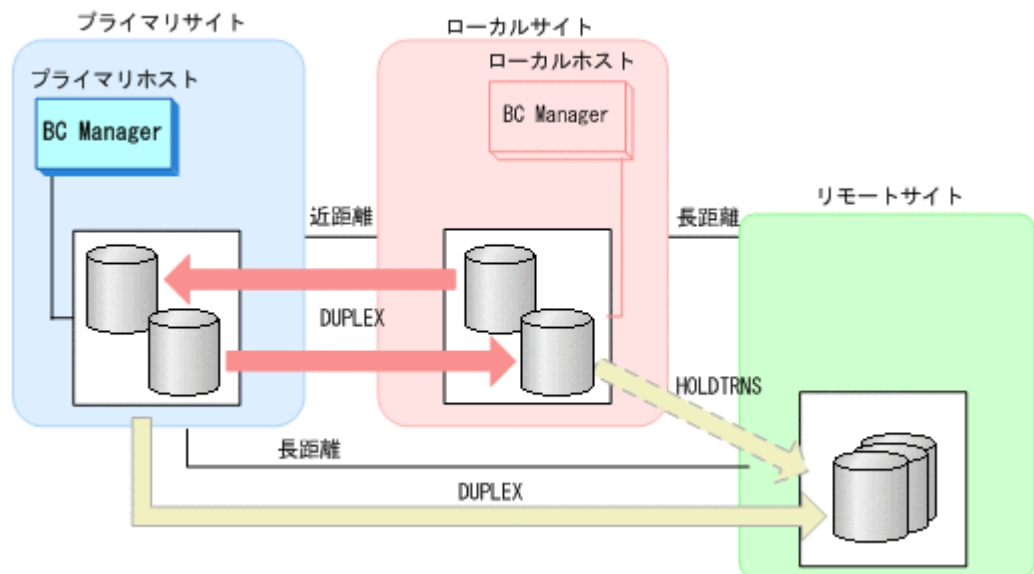 プライマリサイト
ローカルサイト
プライマリホスト
ローカルホスト
BC Manager
BC Manager
リモートサイト
近距離
長距離
DUPLEX
HOLDTRNS
長距離
DUPLEX